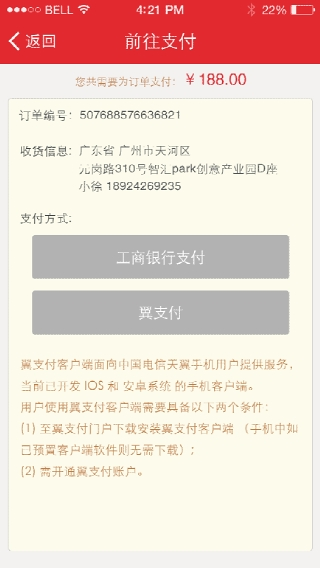 BELL 4:21 PM 22%
返回 前往支付
您共需要为订单支付: ￥188.00
订单编号: 507688576636821
收货信息: 广东省 广州市天河区
元岗路310号智汇park创意产业园D座
小徐 18924269235
支付方式:
工商银行支付
翼支付
翼支付客户端面向中国电信天翼手机用户提供服务,
当前已开发 IOS 和 安卓系统 的手机客户端。
用户使用翼支付客户端需要具备以下两个条件:
(1) 至翼支付门户下载安装翼支付客户端 (手机中如
已预置客户端软件则无需下载);
(2) 需开通翼支付账户。